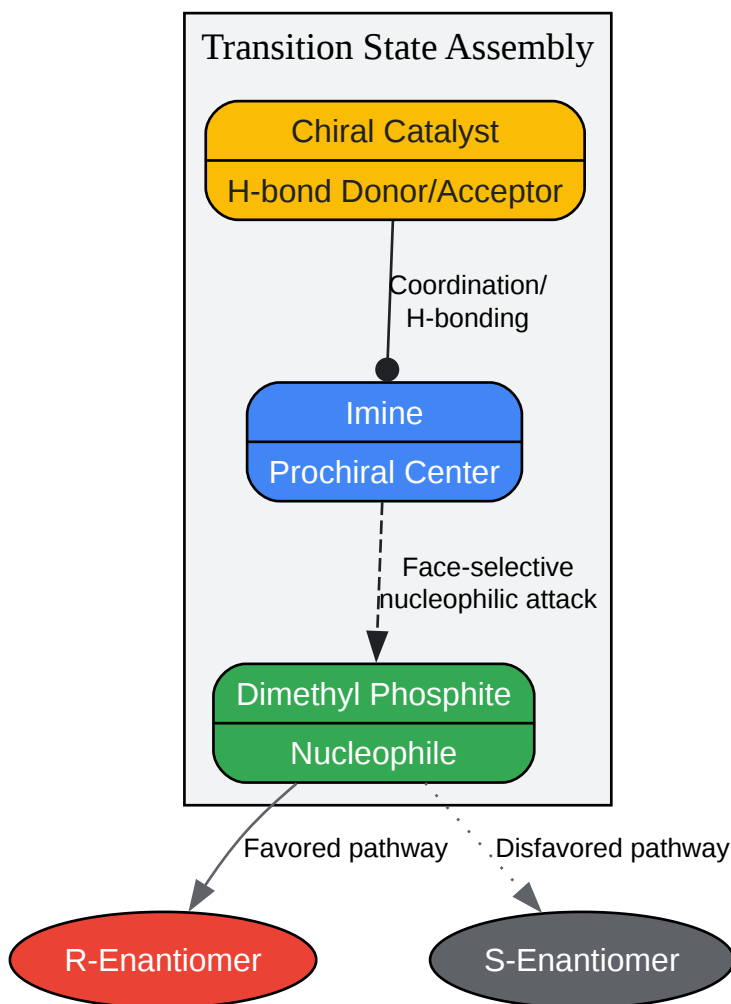 Transition State Assembly
Chiral Catalyst
H-bond Donor/Acceptor
Coordination/
H-bonding
Imine
Prochiral Center
Face-selective
nucleophilic attack
Dimethyl Phosphite
Nucleophile
Favored pathway
Disfavored pathway
R-Enantiomer
S-Enantiomer